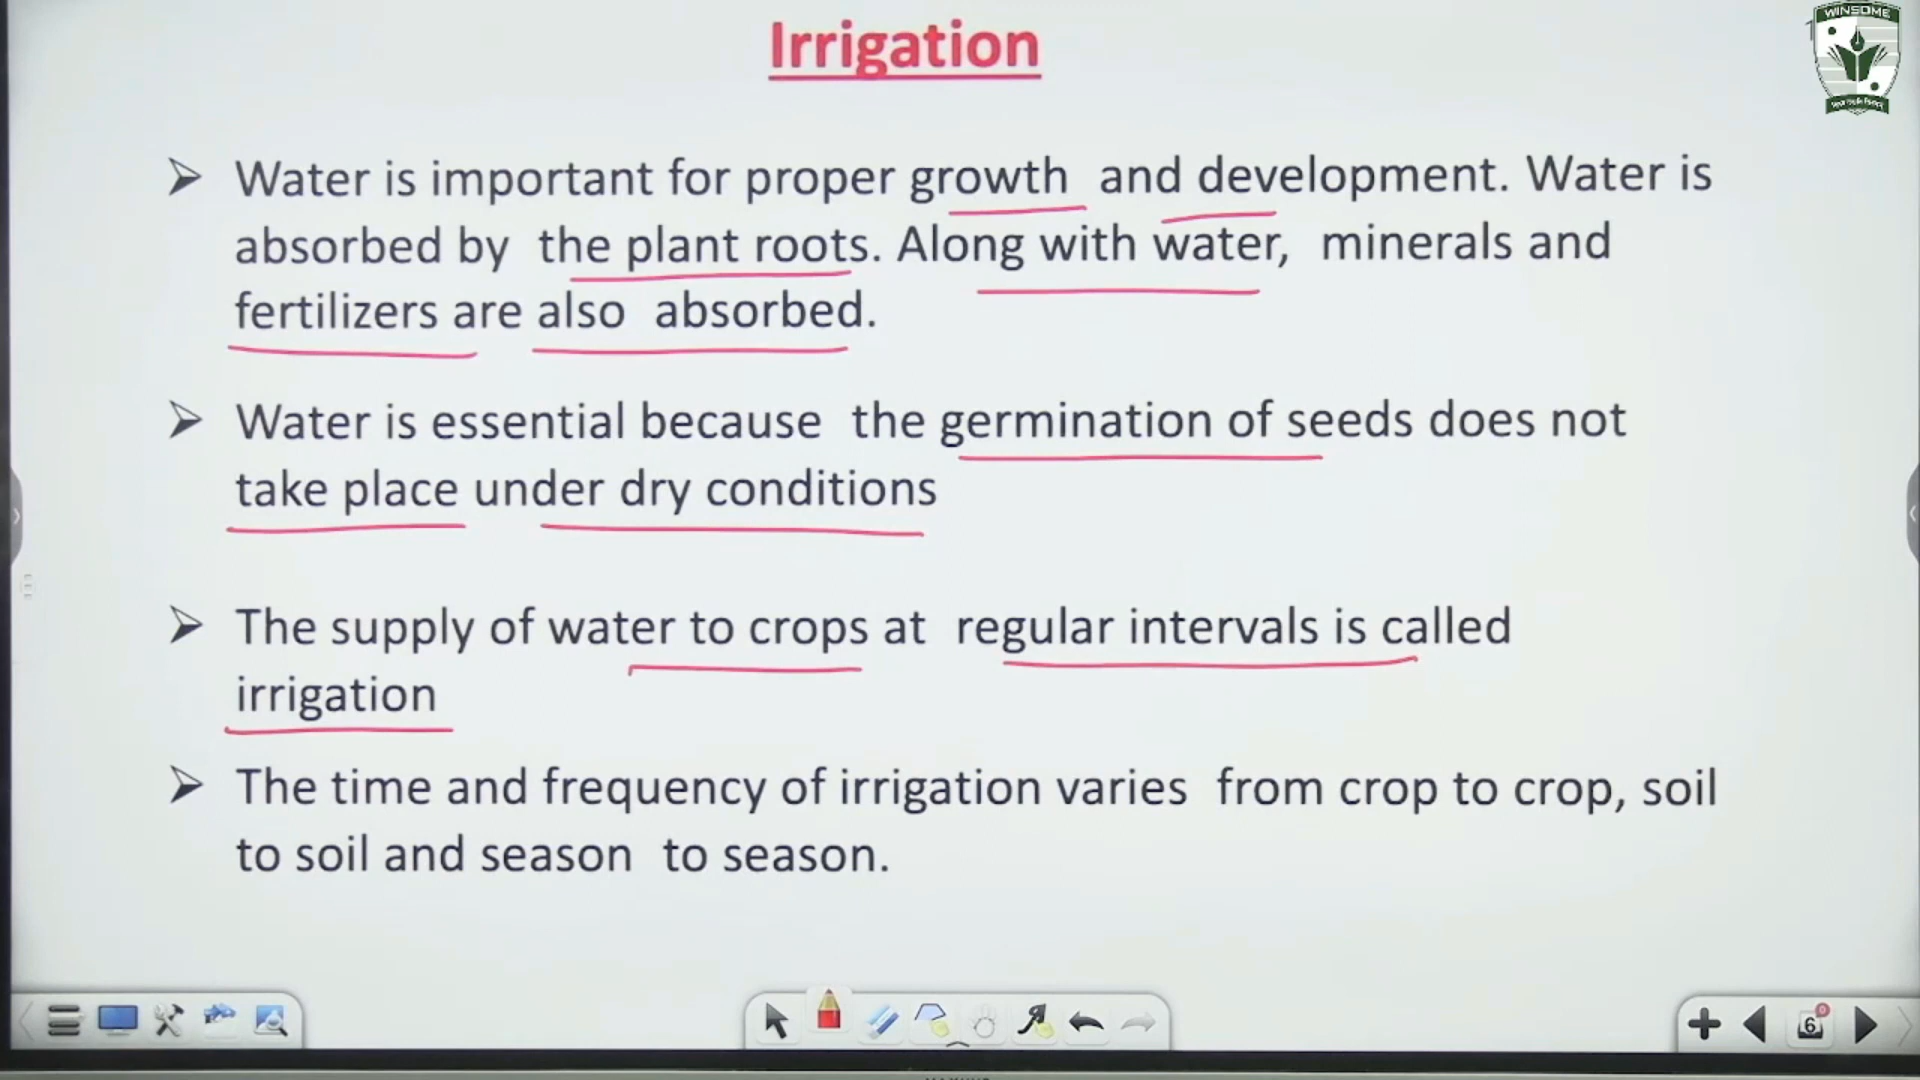 Irrigation
WINSOME
Water is important for proper growth and development. Water is
absorbed by the plant roots. Along with water, minerals and
fertilizers are also absorbed.
Water is essential because the germination of seeds does not
take place under dry conditions
The supply of water to crops at regular intervals is called
irrigation
The time and frequency of irrigation varies from crop to crop, soil
to soil and season to season.
6